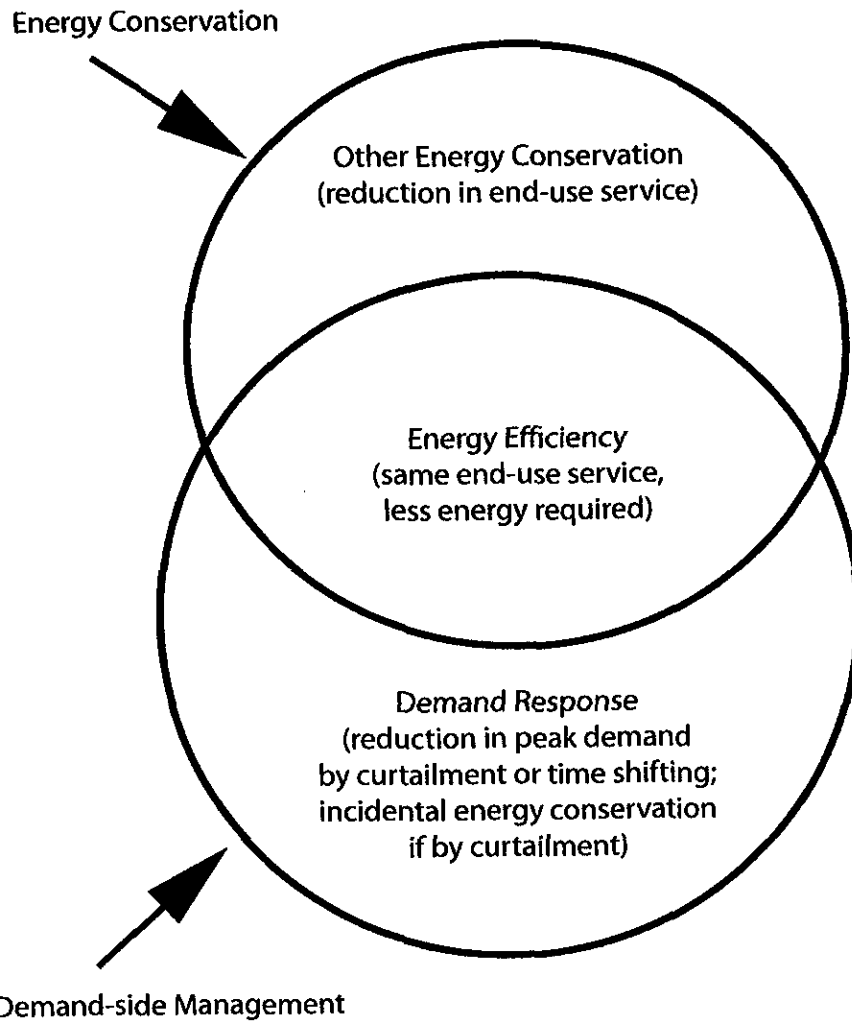 Energy Conservation
Other Energy Conservation
(reduction in end-use service)
Energy Efficiency
(same end-use service,
less energy required)
Demand Response
(reduction in peak demand
by curtailment or time shifting;
incidental energy conservation
if by curtailment)
Demand-side Management